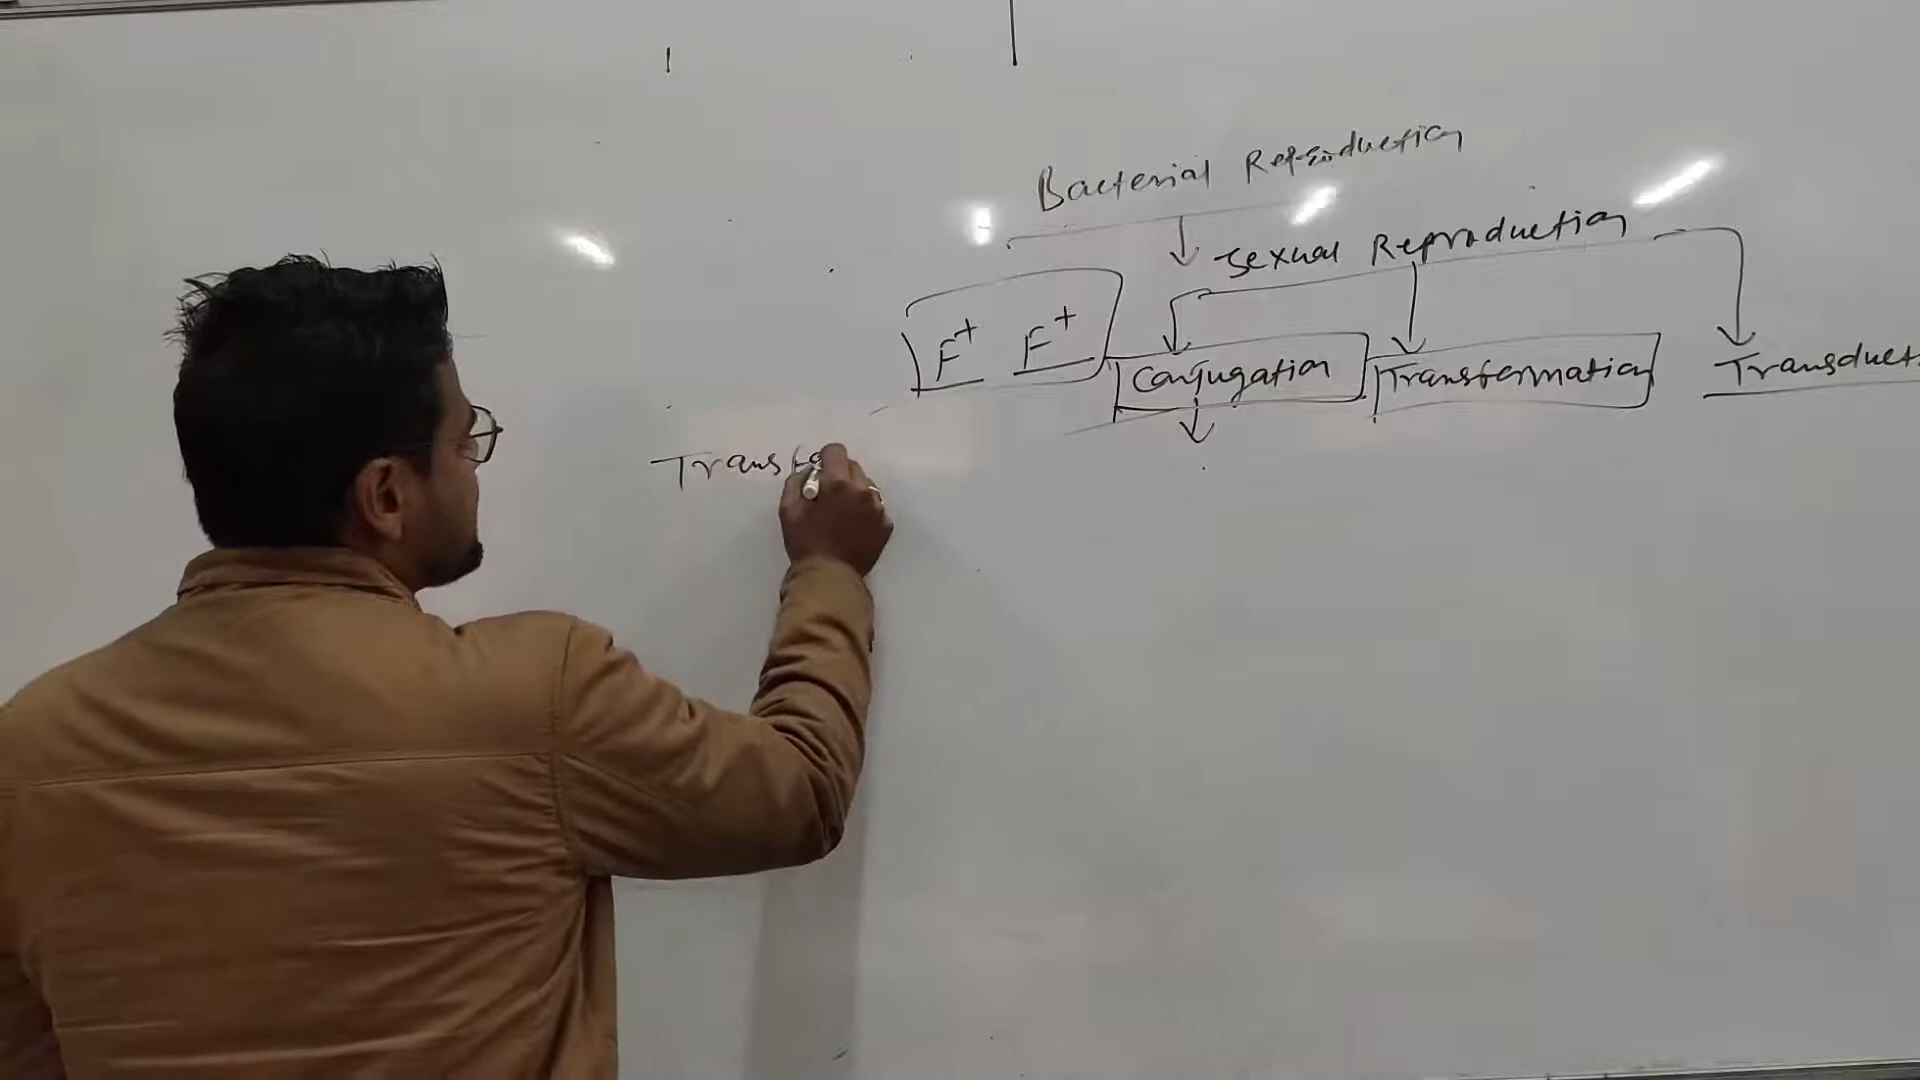 Bacterial Reproduction
Sexual Reproduction
F+ F+
Conjugation Transformation Transduct
Transfo